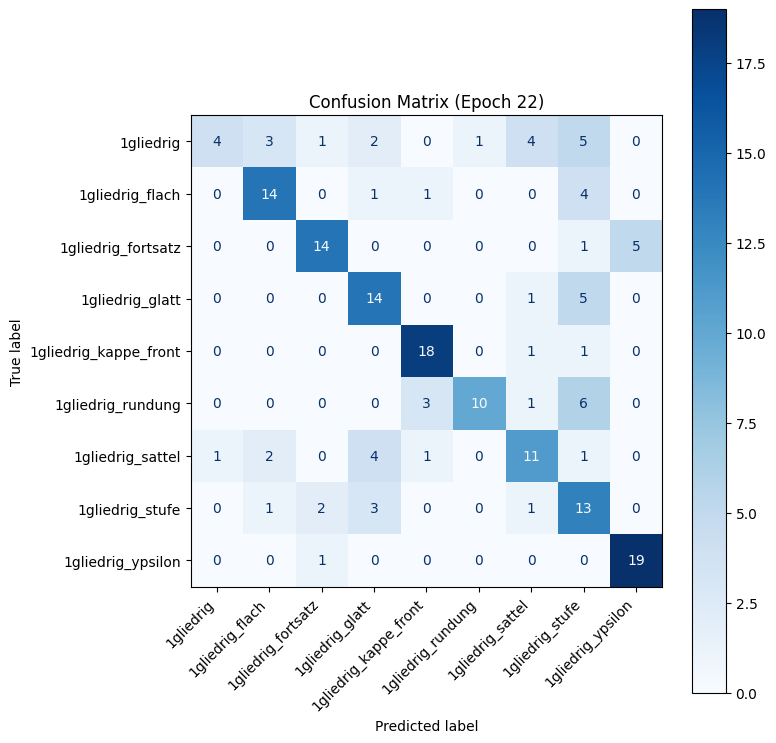 Confusion Matrix (Epoch 22)
True label
1gliedrig 4 3 1 2 0 1 4 5 0
1gliedrig_flach 0 14 0 1 1 0 0 4 0
1gliedrig_fortsatz 0 0 14 0 0 0 0 1 5
1gliedrig_glatt 0 0 0 14 0 0 1 5 0
1gliedrig_kappe_front 0 0 0 0 18 0 1 1 0
1gliedrig_rundung 0 0 0 0 3 10 1 6 0
1gliedrig_sattel 1 2 0 4 1 0 11 1 0
1gliedrig_stufe 0 1 2 3 0 0 1 13 0
1gliedrig_ypsilon 0 0 1 0 0 0 0 0 19
1gliedrig
1gliedrig_flach
1gliedrig_fortsatz
1gliedrig_glatt
1gliedrig_kappe_front
1gliedrig_rundung
1gliedrig_sattel
1gliedrig_stufe
1gliedrig_ypsilon
Predicted label
17.5
15.0
12.5
10.0
7.5
5.0
2.5
0.0